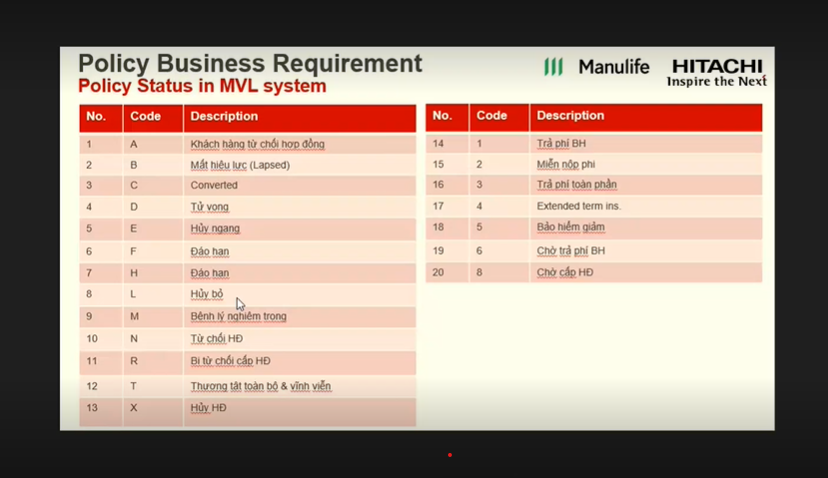 Policy Business Requirement
Policy Status in MVL system
Manulife
HITACHI
Inspire the Next
No. Code Description
1 A Khách hàng từ chối hợp đồng
2 B Mất hiệu lực (Lapsed)
3 C Converted
4 D Tử vong
5 E Hủy ngang
6 F Đáo hạn
7 H Đáo hạn
8 L Hủy bỏ
9 M Bệnh lý nghiêm trọng
10 N Từ chối HĐ
11 R Bị từ chối cấp HĐ
12 T Thương tật toàn bộ & vĩnh viễn
13 X Hủy HĐ
No. Code Description
14 1 Trả phí BH
15 2 Miễn nộp phí
16 3 Trả phí toàn phần
17 4 Extended term ins.
18 5 Bảo hiểm giảm
19 6 Chờ trả phí BH
20 8 Chờ cấp HĐ